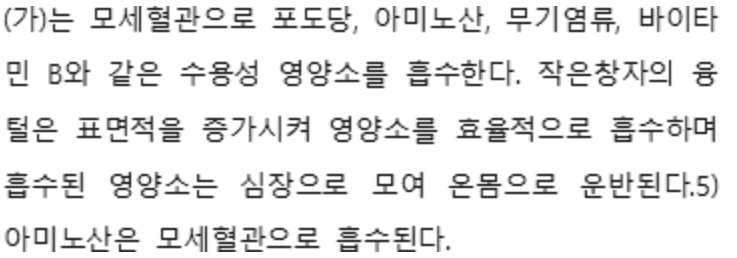 (가)는 모세혈관으로 포도당, 아미노산, 무기염류, 바이타
민 B와 같은 수용성 영양소를 흡수한다. 작은창자의 융
털은 표면적을 증가시켜 영양소를 효율적으로 흡수하며
흡수된 영양소는 심장으로 모여 온몸으로 운반된다.5)
아미노산은 모세혈관으로 흡수된다.